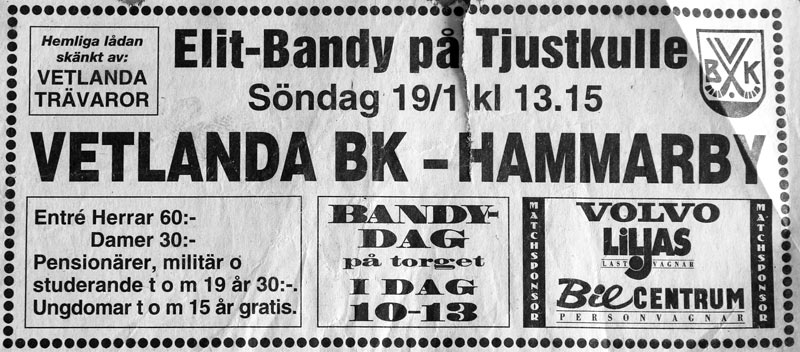 Hemliga lådan
skänkt av:
VETLANDA
TRÄVAROR
Elit-Bandy på Tjustkulle
Söndag 19/1 kl 13.15
B K
VETLANDA BK – HAMMARBY
Entré Herrar 60:-
Damer 30:-
Pensionärer, militär o
studerande t o m 19 år 30:-.
Ungdomar t o m 15 år gratis.
BANDY-
DAG
på torget
I DAG
10-13
MATCHSPONSOR
VOLVO
LILJAS
LASTVAGNAR
BilCENTRUM
PERSONVAGNAR
MATCHSPONSOR